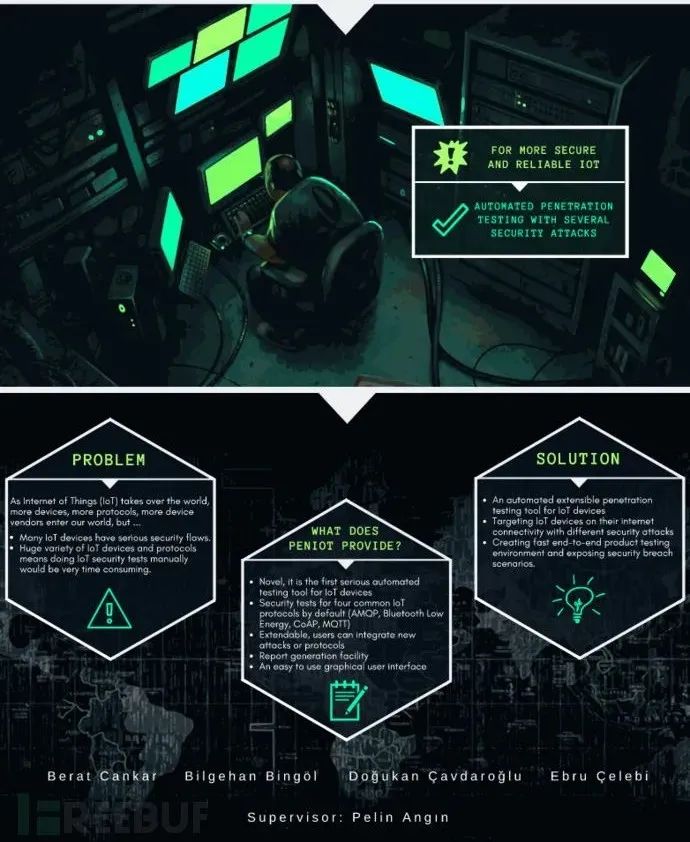 FOR MORE SECURE
AND RELIABLE IOT
AUTOMATED PENETRATION
TESTING WITH SEVERAL
SECURITY ATTACKS
PROBLEM
As Internet of Things (IoT) takes over the world,
more devices, more protocols, more device
vendors enter our world, but ...
• Many IoT devices have serious security flaws.
• Huge variety of IoT devices and protocols
means doing IoT security tests manually
would be very time consuming.
WHAT DOES
PENIOT PROVIDE?
• Novel, it is the first serious automated
testing tool for IoT devices
• Security tests for four common IoT
protocols by default (AMQP, Bluetooth Low
Energy, CoAP, MQTT)
• Extendable, users can integrate new
attacks or protocols
• Report generation facility
• An easy to use graphical user interface
SOLUTION
• An automated extensible penetration
testing tool for IoT devices
• Targeting IoT devices on their internet
connectivity with different security attacks
• Creating fast end-to-end product testing
environment and exposing security breach
scenarios.
Berat Cankar Bilgehan Bingöl Doğukan Çavdaroğlu Ebru Çelebi
Supervisor: Pelin Angın
FREEBUF